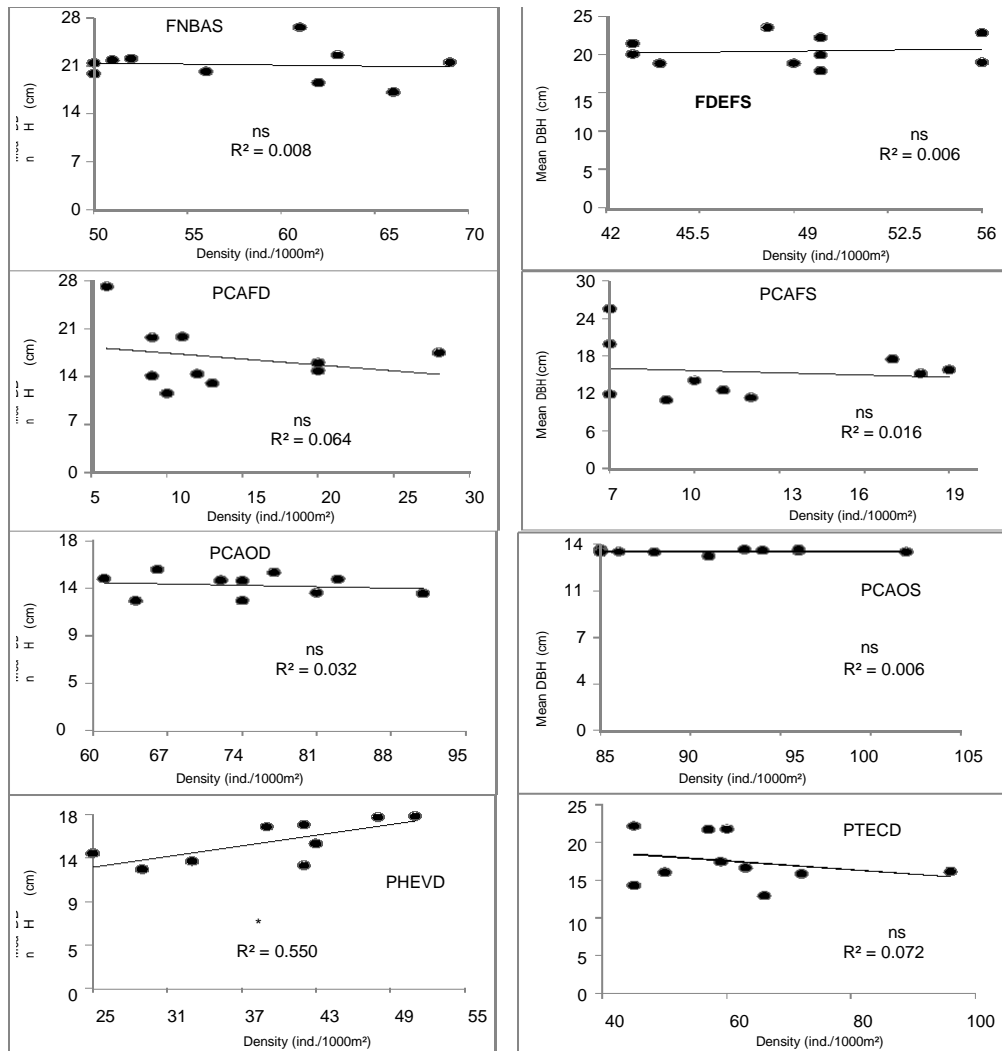 FNBAS
28
21
14
7
0
H (cm)
n
ns
R² = 0.008
50 55 60 65 70
Density (ind./1000m²)
25
20
15
10
5
0
Mean DBH (cm)
FDEFS
ns
R² = 0.006
42 45.5 49 52.5 56
Density (ind./1000m²)
PCAFD
28
21
14
7
0
H (cm)
n
ns
R² = 0.064
5 10 15 20 25 30
Density (ind./1000m²)
PCAFS
30
24
18
12
6
0
Mean DBH (cm)
ns
R² = 0.016
7 10 13 16 19
Density (ind./1000m²)
PCAOD
18
14
9
5
0
H (cm)
n
ns
R² = 0.032
60 67 74 81 88 95
Density (ind./1000m²)
14
11
7
4
0
Mean DBH (cm)
PCAOS
ns
R² = 0.006
85 90 95 100 105
Density (ind./1000m²)
18
14
9
5
0
H (cm)
n
PHEVD
*
R² = 0.550
25 31 37 43 49 55
Density (ind./1000m²)
25
20
15
10
5
0
PTECD
ns
R² = 0.072
40 60 80 100
Density (ind./1000m²)